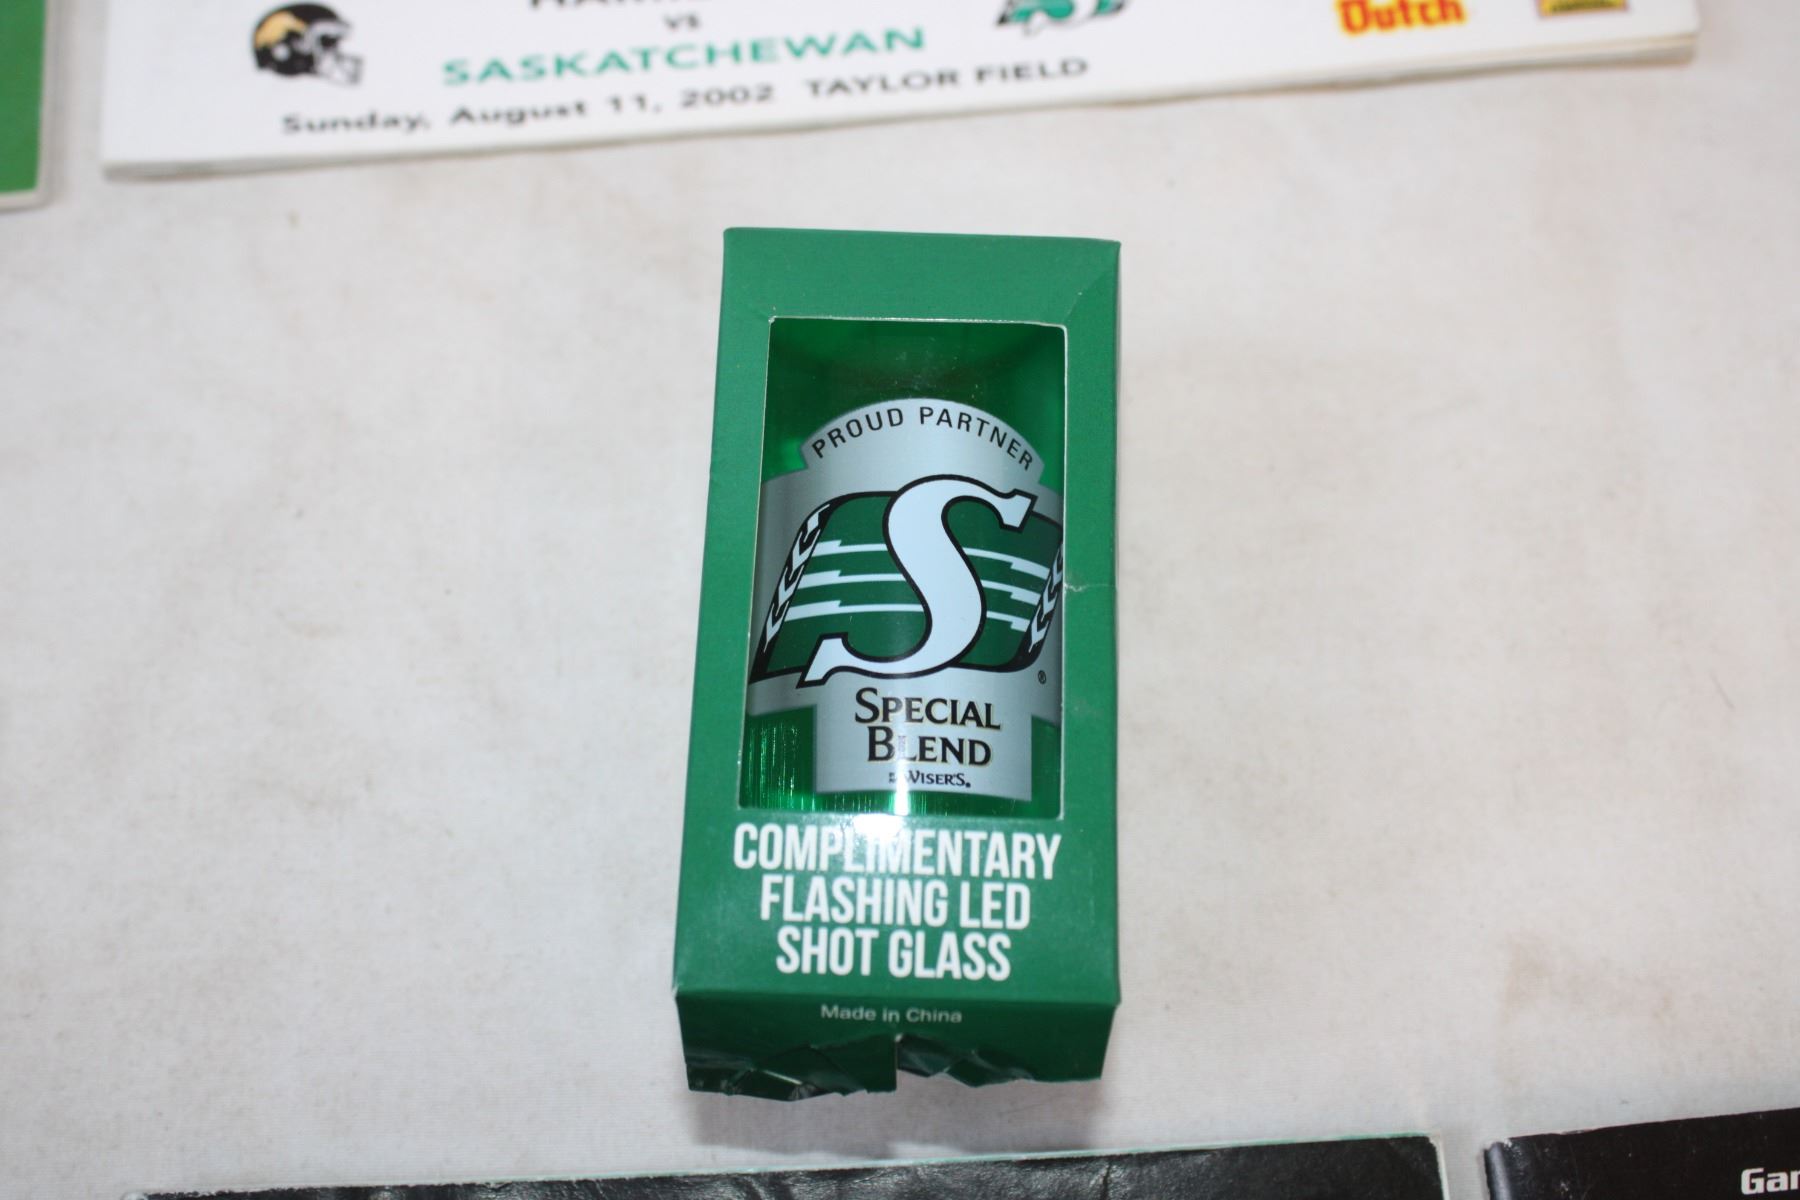 VS
SASKATCHEWAN
Sunday, August 11, 2002 TAYLOR FIELD
Dutch
PROUD PARTNER
S
®
SPECIAL
BLEND
WISER'S.
COMPLIMENTARY
FLASHING LED
SHOT GLASS
Made in China